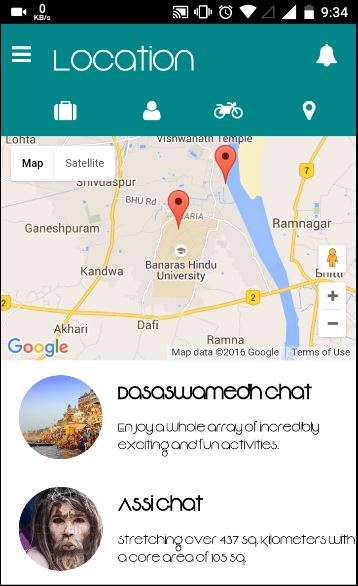 0
KB/s
9:34
Location
Lohta
Vishwanath Temple
Map
Satellite
Shivdaspur
7
BHU Rd
ARIA
Ganeshpuram
Ramnagar
Kandwa
Banaras Hindu
University
Bhitti
2
2
Akhari
Dafi
Ramna
Google
Map data ©2016 Google
Terms of Use
Dasaswamedh Ghat
Enjoy a whole array of incredibly
exciting and fun activities.
Assi Ghat
Stretching over 437 sq. kilometers with
a core area of 105 sq.